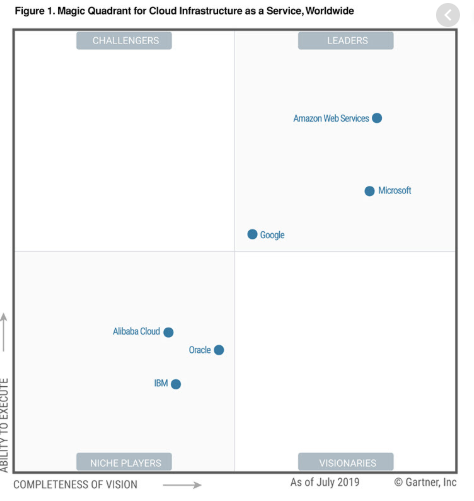 Figure 1. Magic Quadrant for Cloud Infrastructure as a Service, Worldwide
CHALLENGERS
LEADERS
Amazon Web Services
Microsoft
Google
Alibaba Cloud
Oracle
IBM
ABILITY TO EXECUTE
NICHE PLAYERS
VISIONARIES
COMPLETENESS OF VISION
As of July 2019
© Gartner, Inc